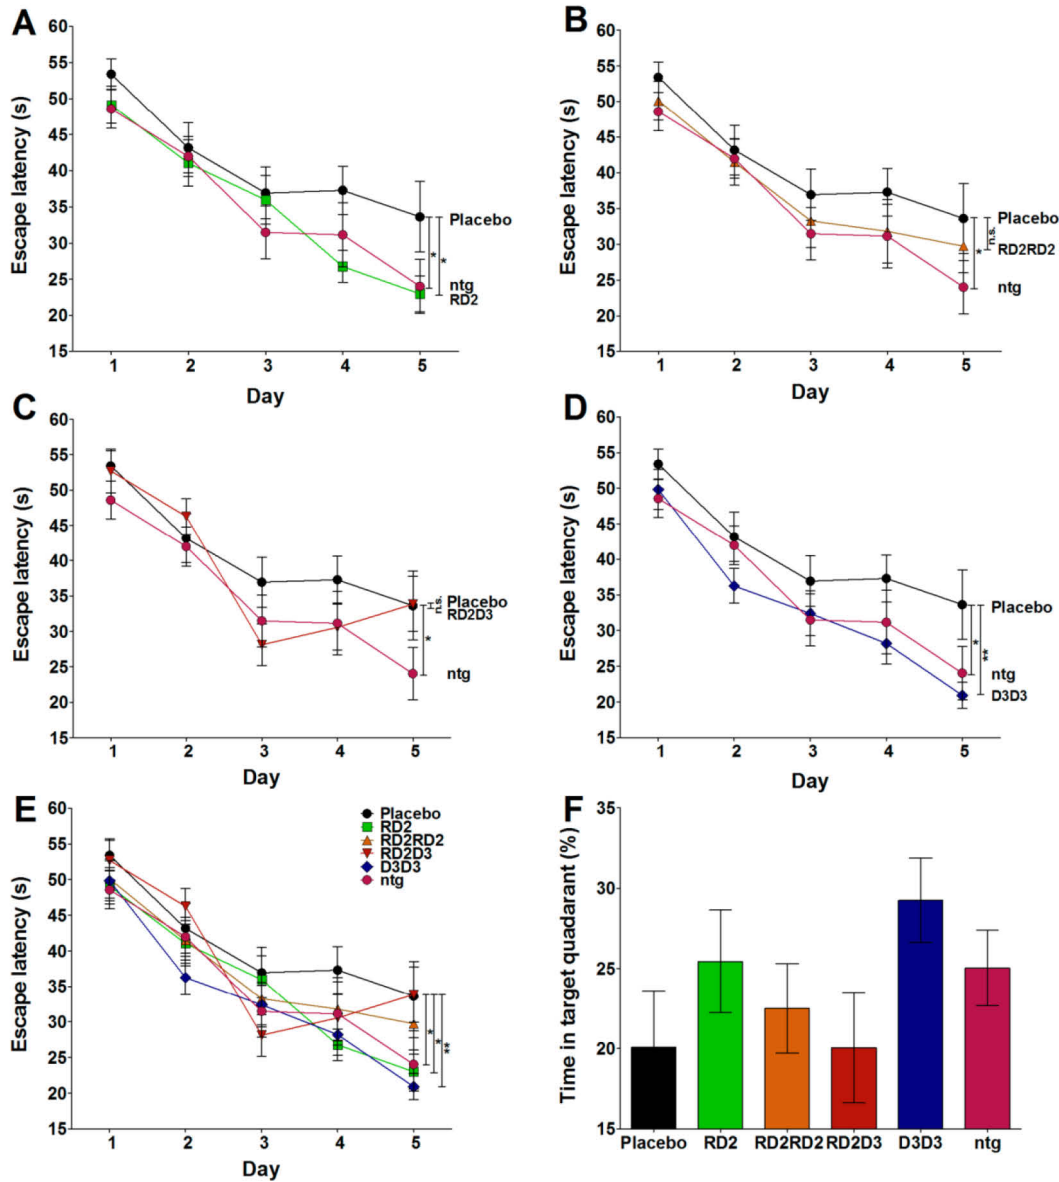 A
Escape latency (s)
60
55
50
45
40
35
30
25
20
15
Placebo
*
*
ntg
RD2
1 2 3 4 5
Day
B
Escape latency (s)
60
55
50
45
40
35
30
25
20
15
Placebo
n.s.
RD2RD2
*
ntg
1 2 3 4 5
Day
C
Escape latency (s)
60
55
50
45
40
35
30
25
20
15
Placebo
n.s.
RD2D3
*
ntg
1 2 3 4 5
Day
D
Escape latency (s)
60
55
50
45
40
35
30
25
20
15
Placebo
*
**
ntg
D3D3
1 2 3 4 5
Day
E
Escape latency (s)
60
55
50
45
40
35
30
25
20
15
Placebo
RD2
RD2RD2
RD2D3
D3D3
ntg
*
*
**
1 2 3 4 5
Day
F
Time in target quadarant (%)
35
30
25
20
15
Placebo RD2 RD2RD2 RD2D3 D3D3 ntg